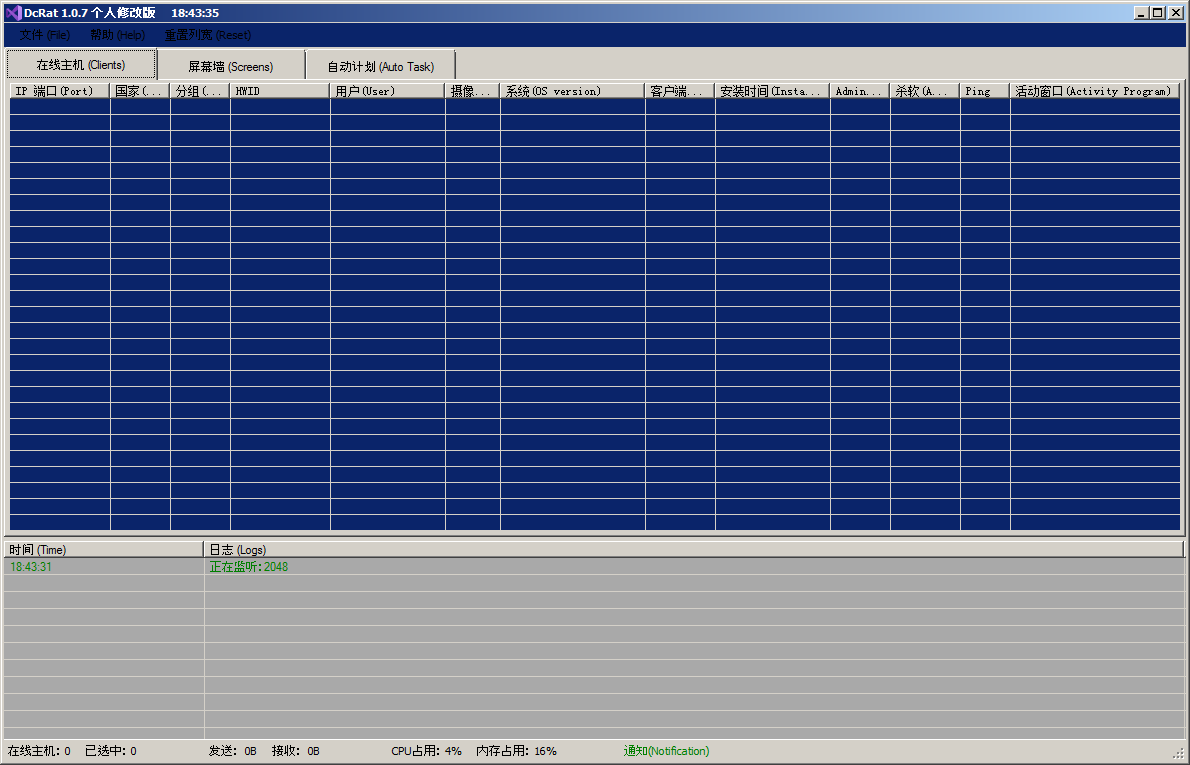 DcRat 1.0.7 个人修改版 18:43:35
文件 (File) 帮助 (Help) 重置列宽 (Reset)
在线主机 (Clients) 屏幕墙 (Screens) 自动计划 (Auto Task)
IP 端口(Port) 国家(... 分组(... HWID 用户(User) 摄像... 系统(OS version) 客户端... 安装时间(Insta... Admin... 杀软(A... Ping 活动窗口(Activity Program)
时间 (Time) 日志 (Logs)
18:43:31 正在监听:2048
在线主机: 0 已选中: 0 发送: 0B 接收: 0B CPU占用: 4% 内存占用: 16% 通知(Notification)